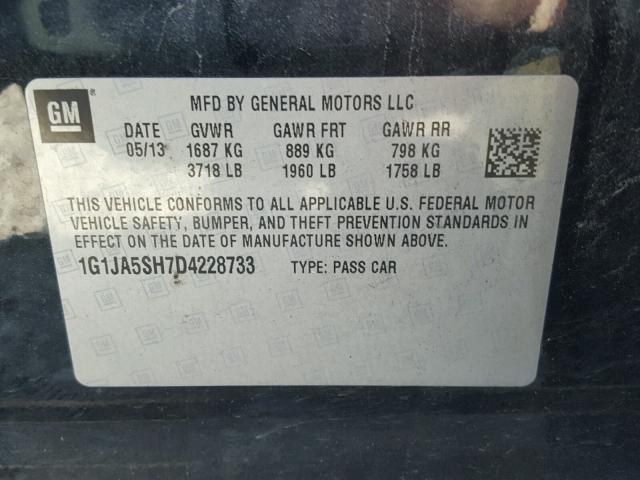 GM ®
MFD BY GENERAL MOTORS LLC
DATE GVWR GAWR FRT GAWR RR
05/13 1687 KG 889 KG 798 KG
3718 LB 1960 LB 1758 LB
THIS VEHICLE CONFORMS TO ALL APPLICABLE U.S. FEDERAL MOTOR
VEHICLE SAFETY, BUMPER, AND THEFT PREVENTION STANDARDS IN
EFFECT ON THE DATE OF MANUFACTURE SHOWN ABOVE.
1G1JA5SH7D4228733 TYPE: PASS CAR